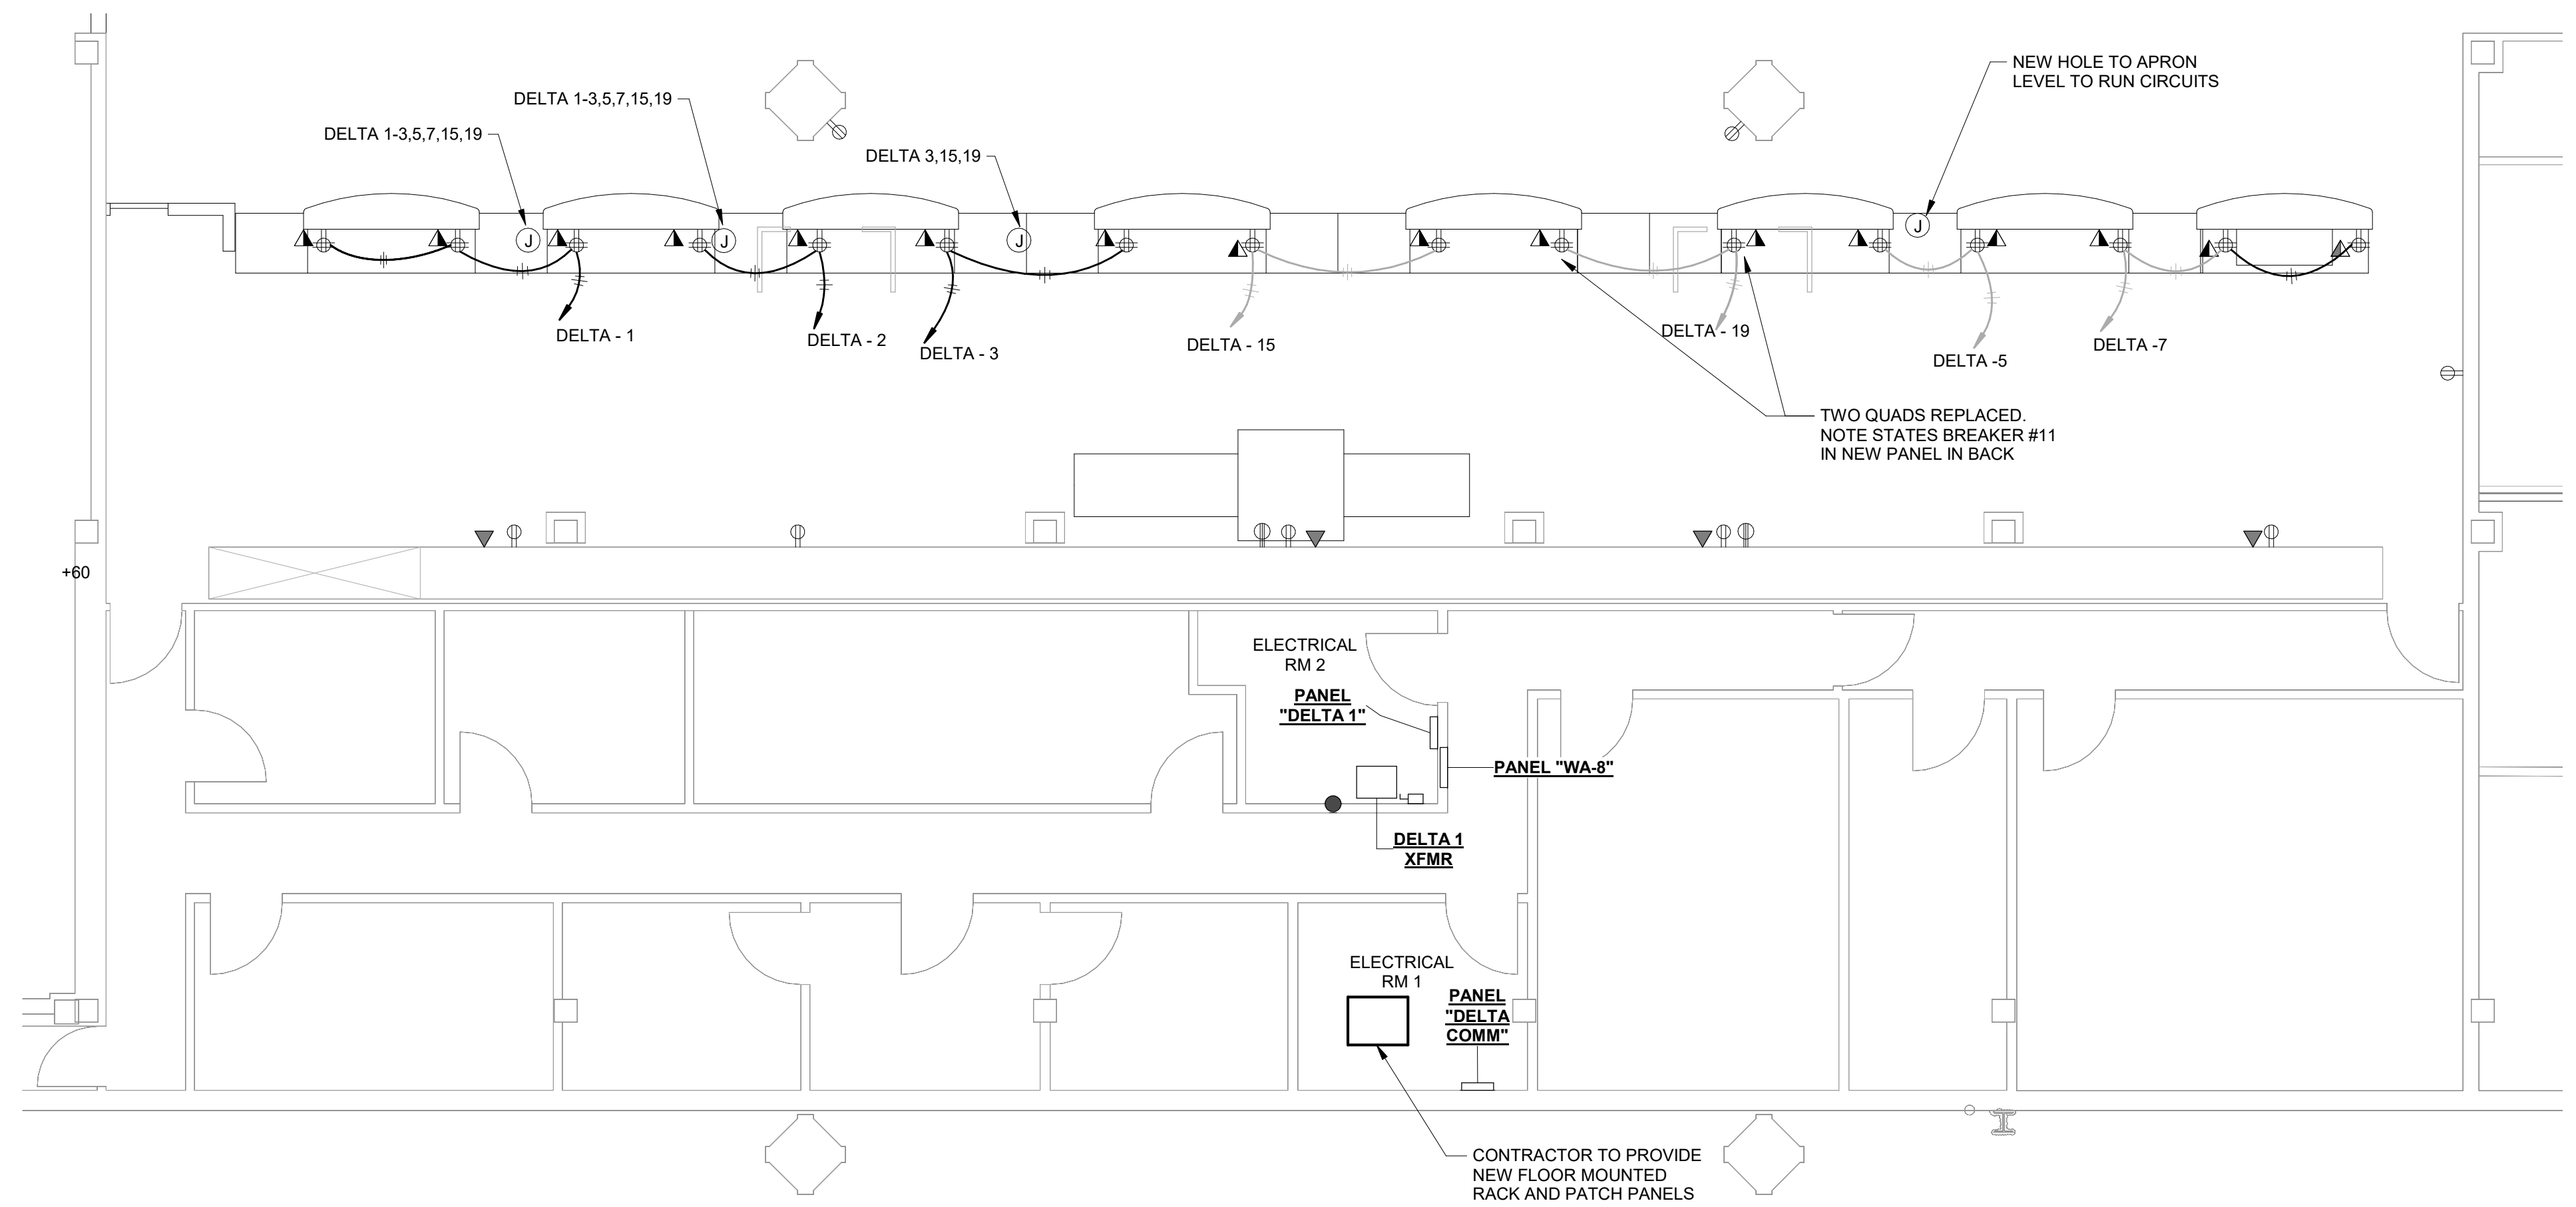 NEW HOLE TO APRON
LEVEL TO RUN CIRCUITS
DELTA 1-3,5,7,15,19
DELTA 1-3,5,7,15,19
DELTA 3,15,19
J
J
J
J
DELTA - 1
DELTA - 2
DELTA - 3
DELTA - 15
DELTA - 19
DELTA -5
DELTA -7
TWO QUADS REPLACED.
NOTE STATES BREAKER #11
IN NEW PANEL IN BACK
+60
ELECTRICAL
RM 2
PANEL
"DELTA 1"
PANEL "WA-8"
DELTA 1
XFMR
ELECTRICAL
RM 1
PANEL
"DELTA
COMM"
CONTRACTOR TO PROVIDE
NEW FLOOR MOUNTED
RACK AND PATCH PANELS